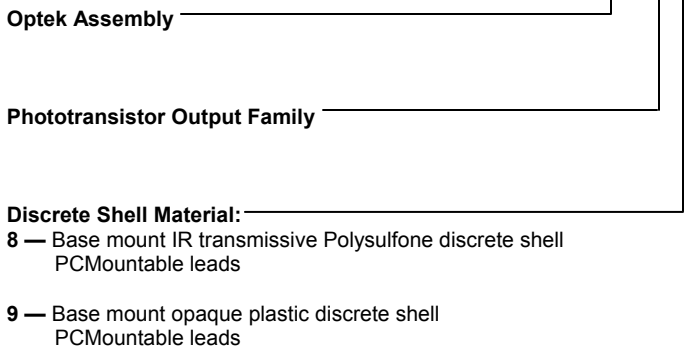 Optek Assembly
Phototransistor Output Family
Discrete Shell Material:
8 — Base mount IR transmissive Polysulfone discrete shell
PCMountable leads
9 — Base mount opaque plastic discrete shell
PCMountable leads